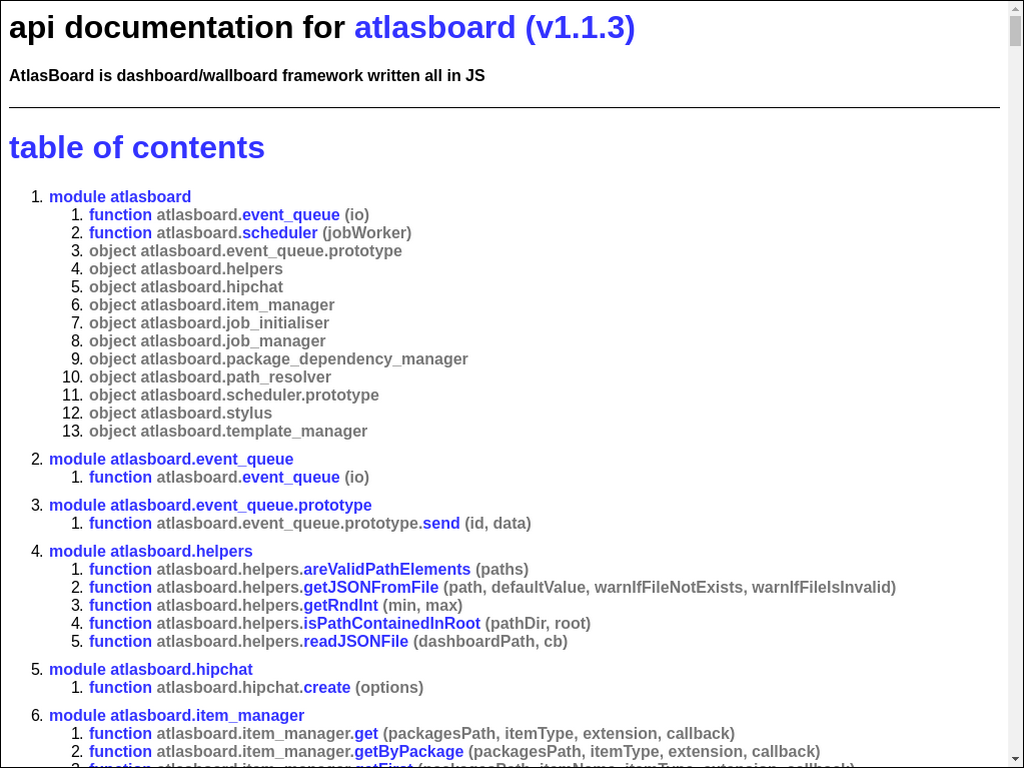 api documentation for atlasboard (v1.1.3)
AtlasBoard is dashboard/wallboard framework written all in JS
table of contents
1. module atlasboard
1. function atlasboard.event_queue (io)
2. function atlasboard.scheduler (jobWorker)
3. object atlasboard.event_queue.prototype
4. object atlasboard.helpers
5. object atlasboard.hipchat
6. object atlasboard.item_manager
7. object atlasboard.job_initialiser
8. object atlasboard.job_manager
9. object atlasboard.package_dependency_manager
10. object atlasboard.path_resolver
11. object atlasboard.scheduler.prototype
12. object atlasboard.stylus
13. object atlasboard.template_manager
2. module atlasboard.event_queue
1. function atlasboard.event_queue (io)
3. module atlasboard.event_queue.prototype
1. function atlasboard.event_queue.prototype.send (id, data)
4. module atlasboard.helpers
1. function atlasboard.helpers.areValidPathElements (paths)
2. function atlasboard.helpers.getJSONFromFile (path, defaultValue, warnIfFileNotExists, warnIfFileIsInvalid)
3. function atlasboard.helpers.getRndInt (min, max)
4. function atlasboard.helpers.isPathContainedInRoot (pathDir, root)
5. function atlasboard.helpers.readJSONFile (dashboardPath, cb)
5. module atlasboard.hipchat
1. function atlasboard.hipchat.create (options)
6. module atlasboard.item_manager
1. function atlasboard.item_manager.get (packagesPath, itemType, extension, callback)
2. function atlasboard.item_manager.getByPackage (packagesPath, itemType, extension, callback)
3. function atlasboard.item_manager.getFirst (packagesPath, itemName, itemType, extension, callback)